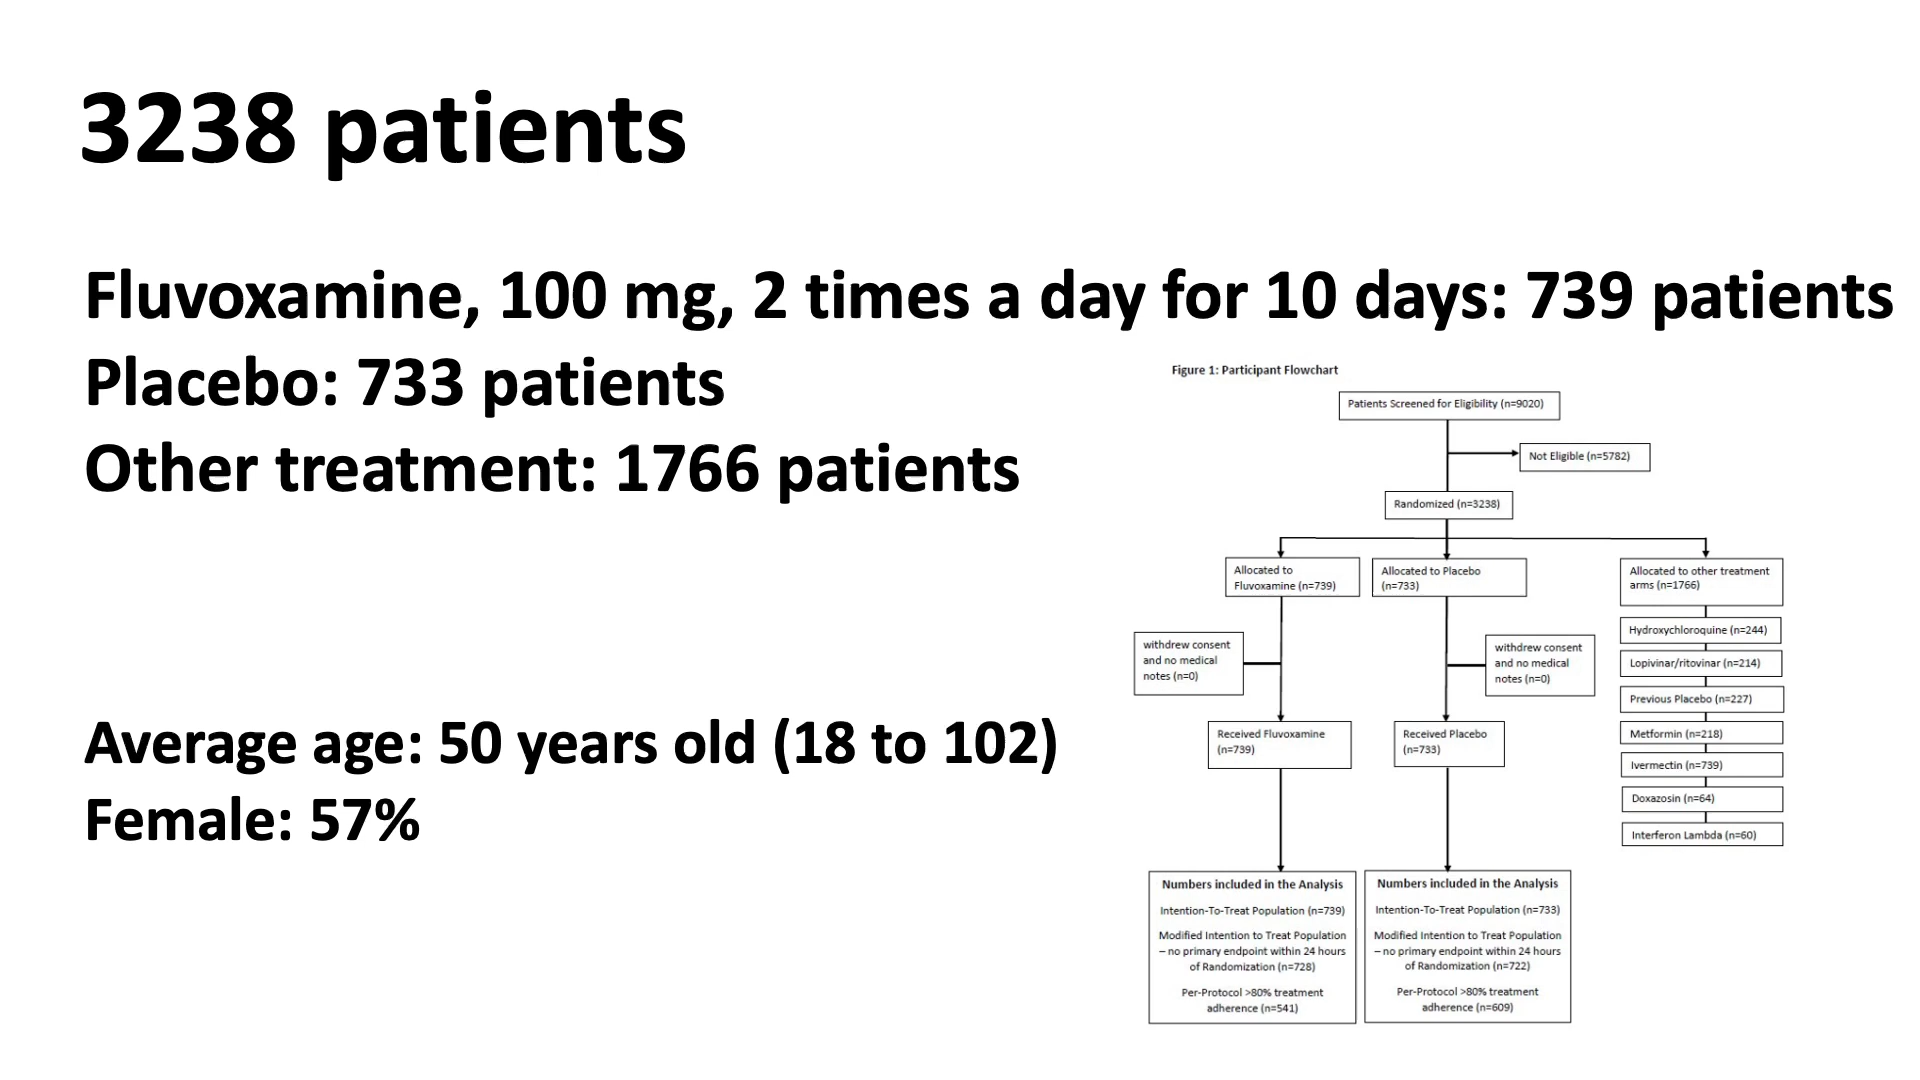 3238 patients
Fluvoxamine, 100 mg, 2 times a day for 10 days: 739 patients
Placebo: 733 patients
Other treatment: 1766 patients
Average age: 50 years old (18 to 102)
Female: 57%
Figure 1: Participant Flowchart
Patients Screened for Eligibility (n=9020)
Not Eligible (n=5782)
Randomized (n=3238)
Allocated to
Fluvoxamine (n=739)
Allocated to Placebo
(n=733)
Allocated to other treatment
arms (n=1766)
withdrew consent
and no medical
notes (n=0)
withdrew consent
and no medical
notes (n=0)
Hydroxychloroquine (n=244)
Lopivinar/ritovinar (n=214)
Previous Placebo (n=227)
Metformin (n=218)
Ivermectin (n=739)
Doxazosin (n=64)
Interferon Lambda (n=60)
Received Fluvoxamine
(n=739)
Received Placebo
(n=733)
Numbers included in the Analysis
Intention-To-Treat Population (n=739)
Modified Intention to Treat Population
– no primary endpoint within 24 hours
of Randomization (n=728)
Per-Protocol >80% treatment
adherence (n=541)
Numbers included in the Analysis
Intention-To-Treat Population (n=733)
Modified Intention to Treat Population
– no primary endpoint within 24 hours
of Randomization (n=722)
Per-Protocol >80% treatment
adherence (n=609)